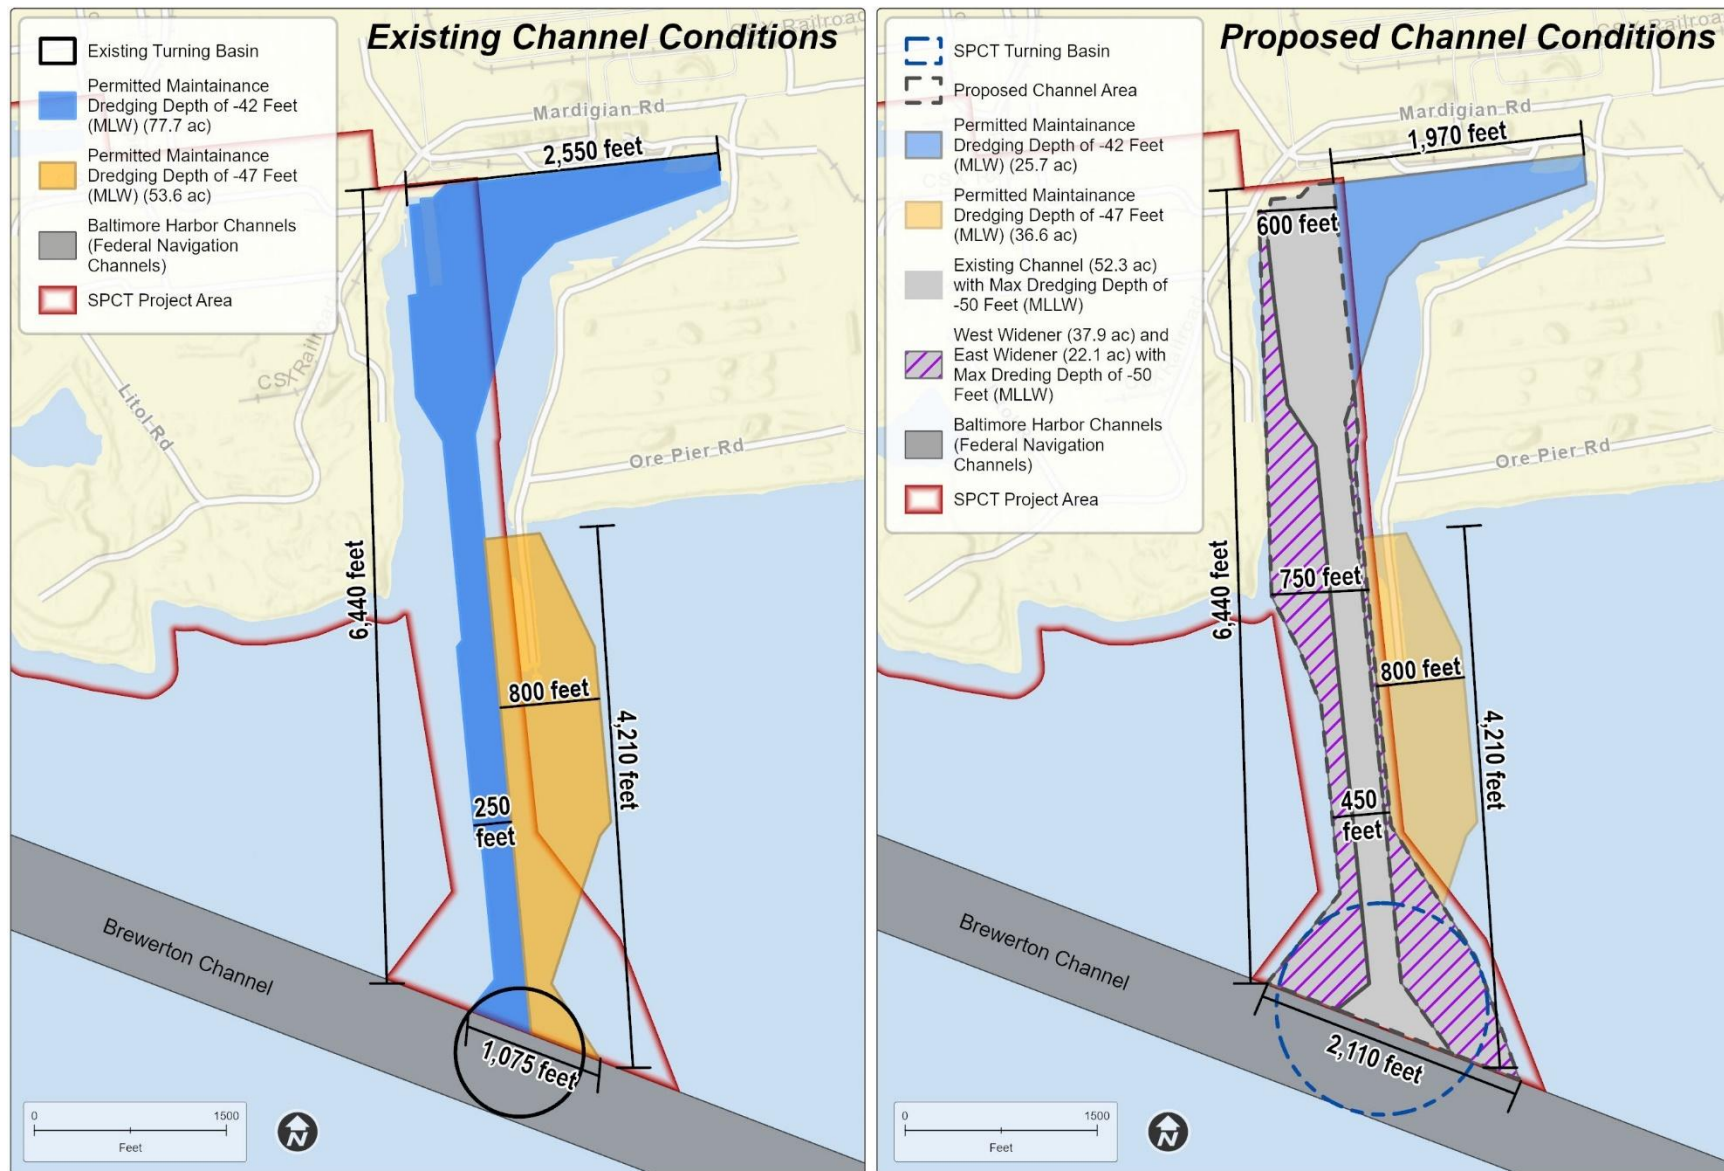 Existing Channel Conditions
Existing Turning Basin
Permitted Maintainance
Dredging Depth of -42 Feet
(MLW) (77.7 ac)
Permitted Maintainance
Dredging Depth of -47 Feet
(MLW) (53.6 ac)
Baltimore Harbor Channels
(Federal Navigation
Channels)
SPCT Project Area
CSX Railroad
Mardigian Rd
2,550 feet
CSX Railroad
Litol Rd
Ore Pier Rd
6,440 feet
800 feet
4,210 feet
250
feet
Brewerton Channel
1,075 feet
0 1500
Feet
N
Proposed Channel Conditions
SPCT Turning Basin
Proposed Channel Area
Permitted Maintainance
Dredging Depth of -42 Feet
(MLW) (25.7 ac)
Permitted Maintainance
Dredging Depth of -47 Feet
(MLW) (36.6 ac)
Existing Channel (52.3 ac)
with Max Dredging Depth of
-50 Feet (MLLW)
West Widener (37.9 ac) and
East Widener (22.1 ac) with
Max Dreding Depth of -50
Feet (MLLW)
Baltimore Harbor Channels
(Federal Navigation
Channels)
SPCT Project Area
Mardigian Rd
1,970 feet
600 feet
Ore Pier Rd
6,440 feet
750 feet
800 feet
4,210 feet
450
feet
Brewerton Channel
2,110 feet
0 1500
Feet
N